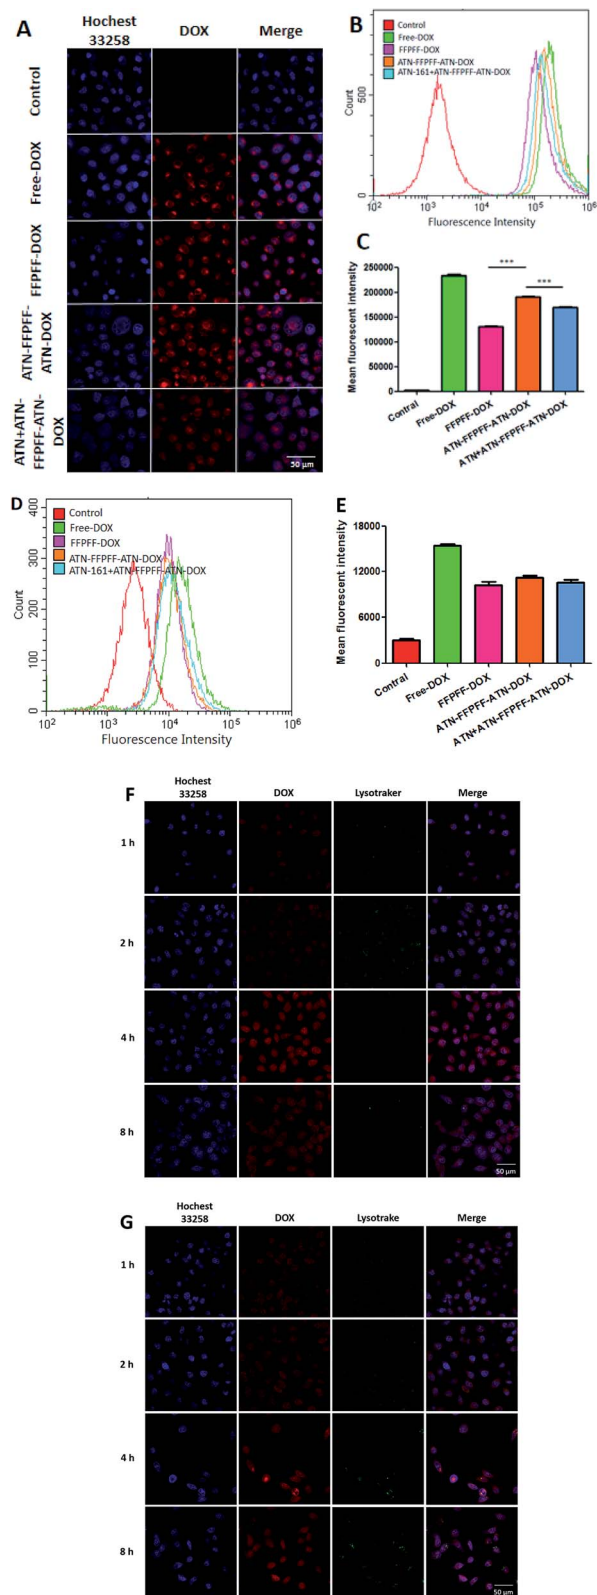 A
Hochest
33258
DOX
Merge
Control
Free-DOX
FFPFF-DOX
ATN-FFPFF-
ATN-DOX
ATN+ATN-
FFPFF-ATN-
DOX
50 μm
B
Control
Free-DOX
FFPFF-DOX
ATN-FFPFF-ATN-DOX
ATN-161+ATN-FFPFF-ATN-DOX
Count
500
0
10² 10³ 10⁴ 10⁵ 10⁶
Fluorescence Intensity
C
Mean fluorescent intensity
250000
200000
150000
100000
50000
0
*** ***
Contral
Free-DOX
FFPFF-DOX
ATN-FFPFF-ATN-DOX
ATN+ATN-FFPFF-ATN-DOX
D
Control
Free-DOX
FFPFF-DOX
ATN-FFPFF-ATN-DOX
ATN-161+ATN-FFPFF-ATN-DOX
Count
400
300
200
100
0
10² 10³ 10⁴ 10⁵ 10⁶
Fluorescence Intensity
E
Mean fluorescent intensity
18000
12000
6000
0
Contral
Free-DOX
FFPFF-DOX
ATN-FFPFF-ATN-DOX
ATN+ATN-FFPFF-ATN-DOX
F
Hochest
33258
DOX
Lysotraker
Merge
1 h
2 h
4 h
8 h
50 μm
G
Hochest
33258
DOX
Lysotrake
Merge
1 h
2 h
4 h
8 h
50 μm